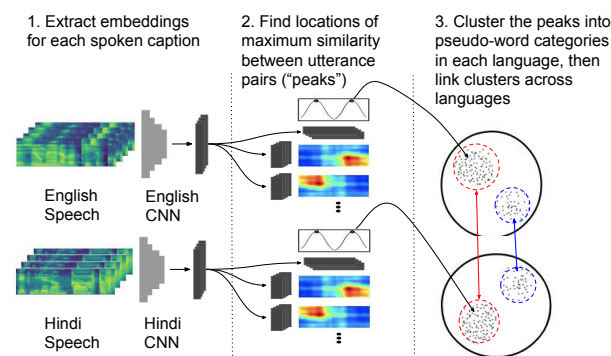 1. Extract embeddings
for each spoken caption
2. Find locations of
maximum similarity
between utterance
pairs (“peaks”)
3. Cluster the peaks into
pseudo-word categories
in each language, then
link clusters across
languages
English
Speech
English
CNN
Hindi
Speech
Hindi
CNN